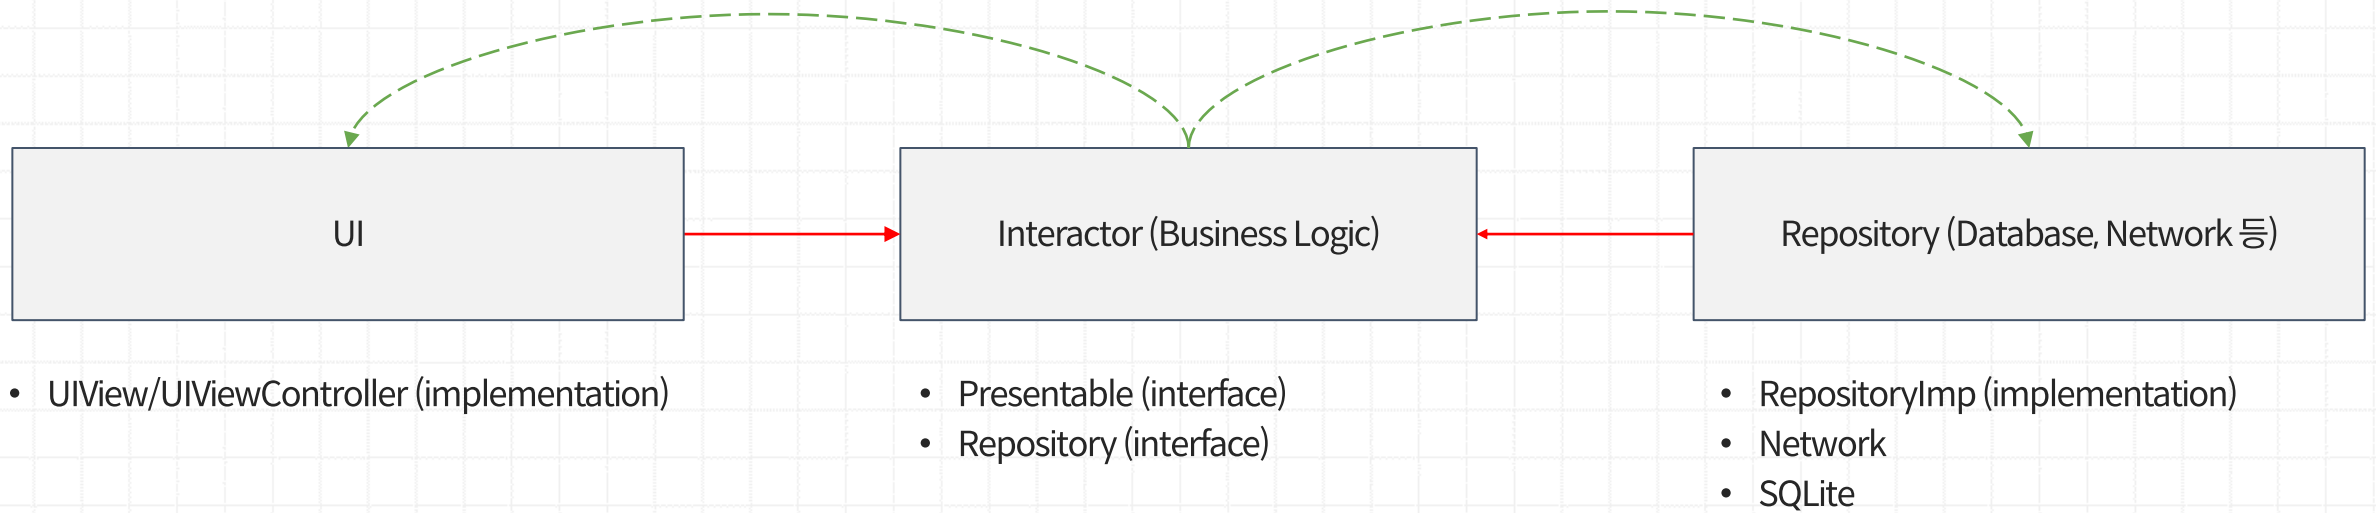 UI
Interactor (Business Logic)
Repository (Database, Network 등)
• UIView/UIViewController (implementation)
• Presentable (interface)
• Repository (interface)
• RepositoryImp (implementation)
• Network
• SQLite